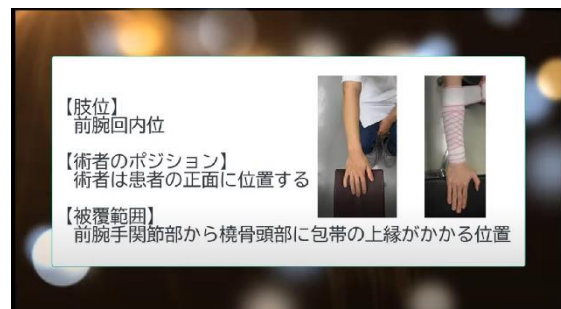 【肢位】
前腕回内位
【術者のポジション】
術者は患者の正面に位置する
【被覆範囲】
前腕手関節部から橈骨頭部に包帯の上縁がかかる位置